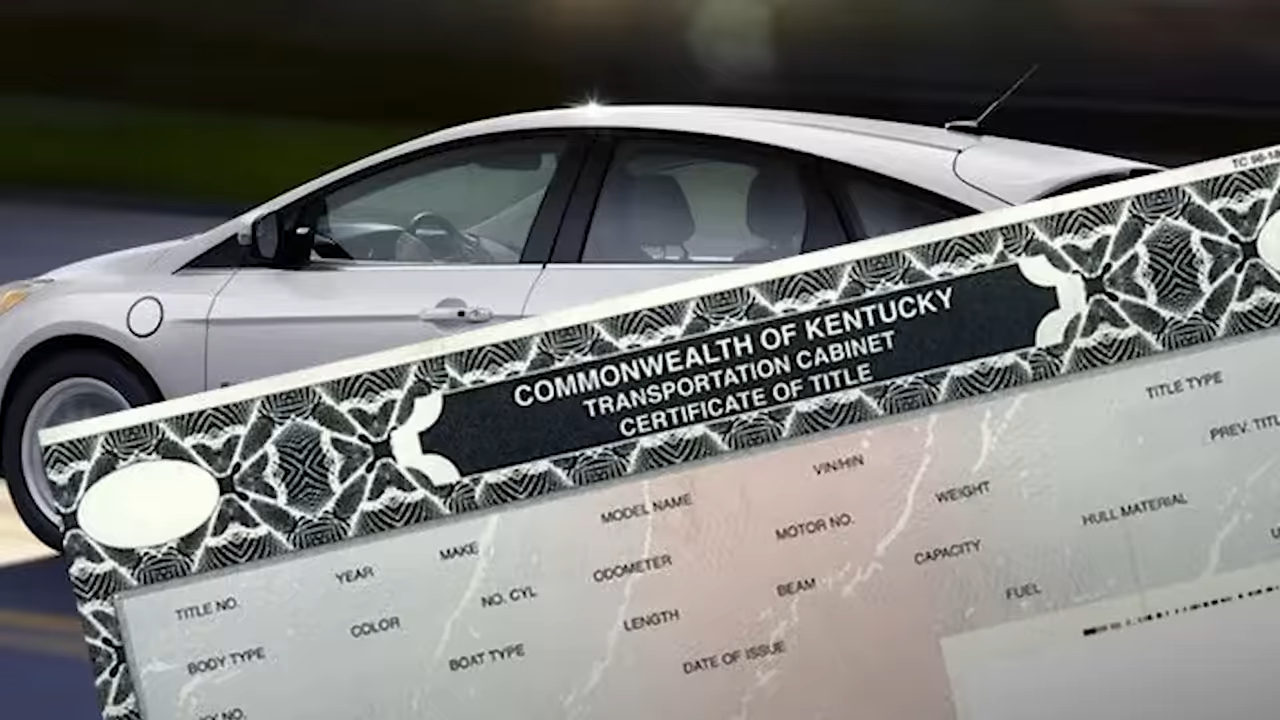 COMMONWEALTH OF KENTUCKY
TRANSPORTATION CABINET
CERTIFICATE OF TITLE
TITLE NO. YEAR MAKE MODEL NAME VIN/HIN TITLE TYPE
BODY TYPE COLOR NO. CYL ODOMETER MOTOR NO. WEIGHT PREV.
NO. BOAT TYPE LENGTH BEAM CAPACITY HULL MATERIAL
DATE OF ISSUE FUEL